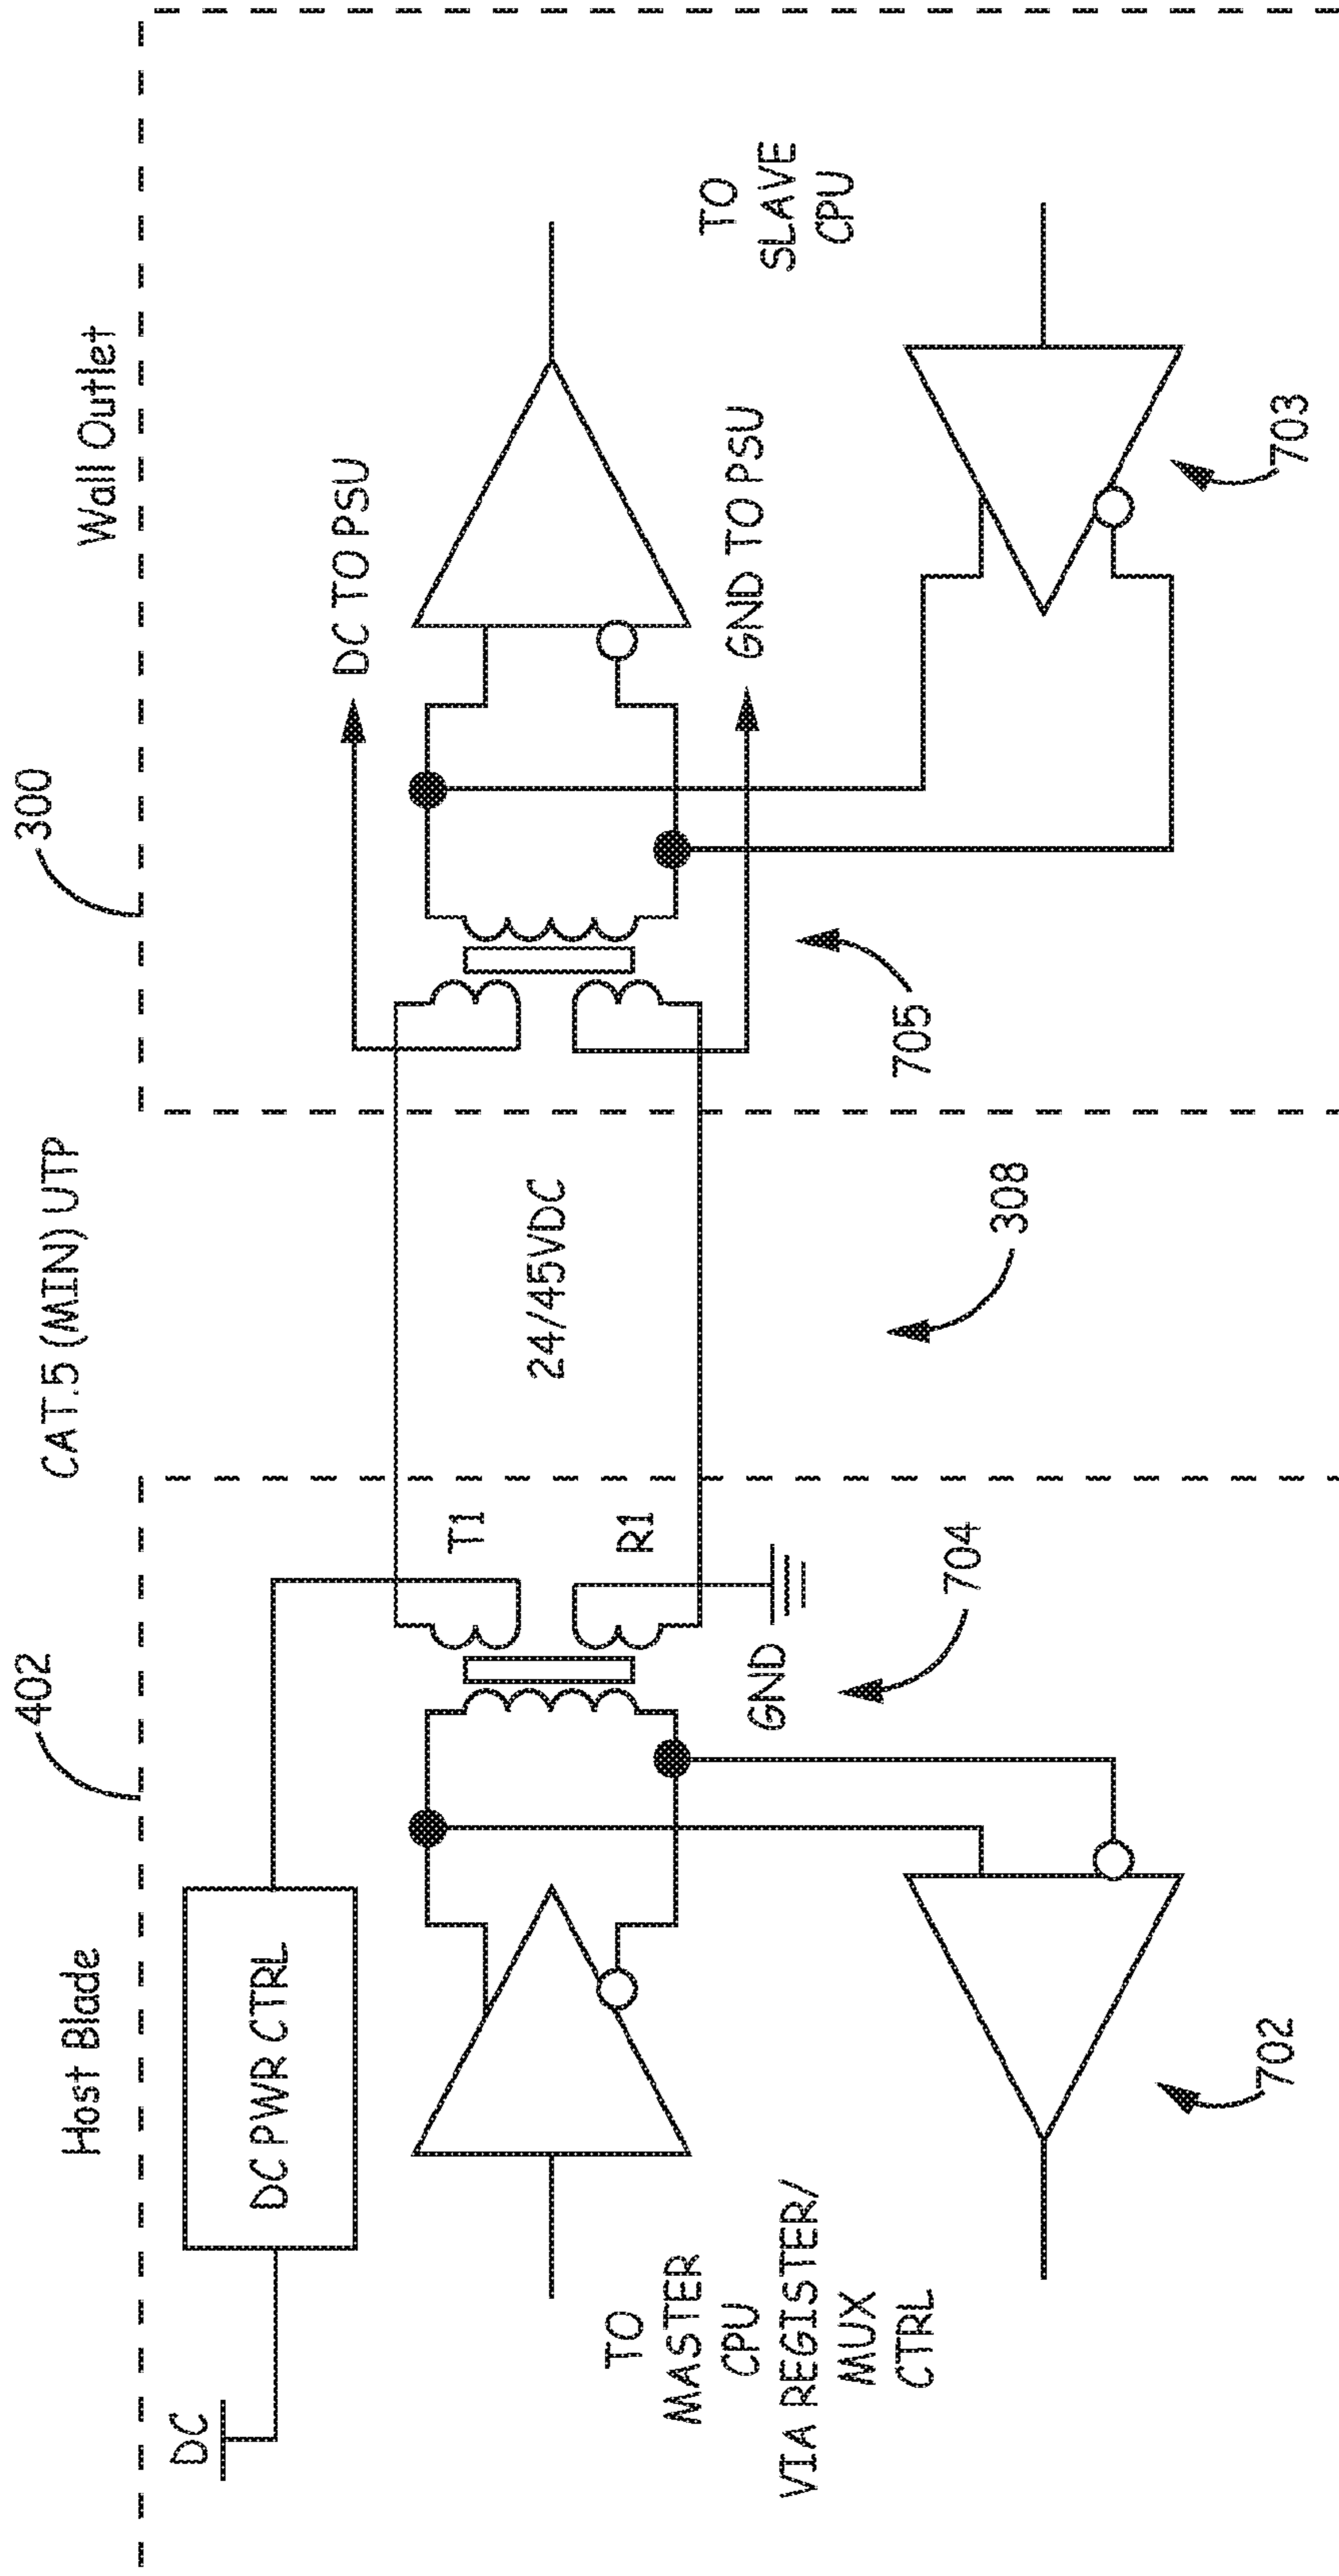 402
300
Host Blade
CAT.5 (MIN) UTP
Wall Outlet
DC
DC PWR CTRL
DC TO PSU
T1
R1
24/45VDC
GND
GND TO PSU
TO
MASTER
CPU
VIA REGISTER/
MUX
CTRL
TO
SLAVE
CPU
704
308
705
702
703